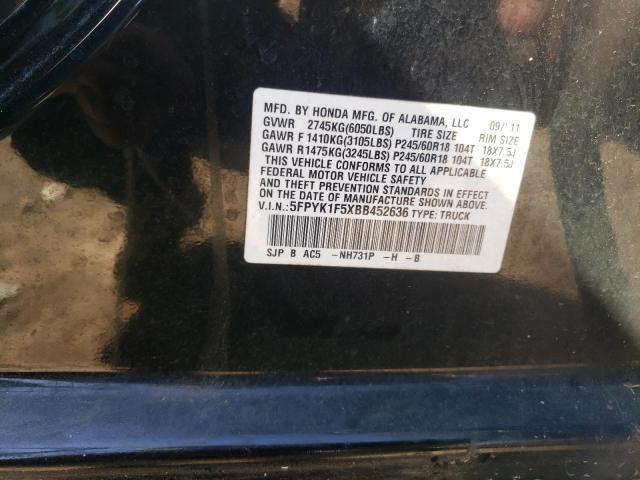 MFD. BY HONDA MFG. OF ALABAMA, LLC 09/'11
GVWR 2745KG(6050LBS) TIRE SIZE RIM SIZE
GAWR F 1410KG(3105LBS) P245/60R18 104T 18X7.5J
GAWR R1475KG(3245LBS) P245/60R18 104T 18X7.5J
THIS VEHICLE CONFORMS TO ALL APPLICABLE
FEDERAL MOTOR VEHICLE SAFETY
AND THEFT PREVENTION STANDARDS IN EFFECT
ON THE DATE OF MANUFACTURE SHOWN ABOVE.
V.I.N.: 5FPYK1F5XBB452636 TYPE: TRUCK
SJP B AC5 -NH731P -H -B